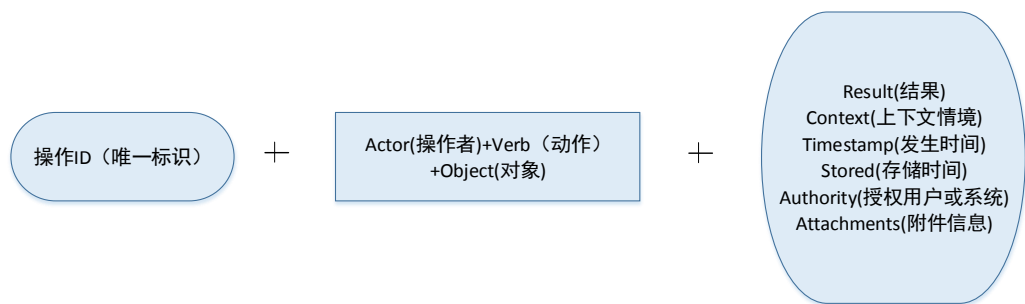 操作ID（唯一标识）
+
Actor(操作者)+Verb（动作）
+Object(对象)
+
Result(结果)
Context(上下文情境)
Timestamp(发生时间)
Stored(存储时间)
Authority(授权用户或系统)
Attachments(附件信息)